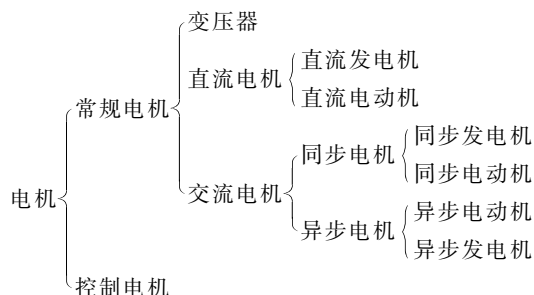 变压器
直流发电机
直流电机
直流电动机
常规电机
同步发电机
同步电机
同步电动机
交流电机
电机
异步电动机
异步电机
异步发电机
控制电机